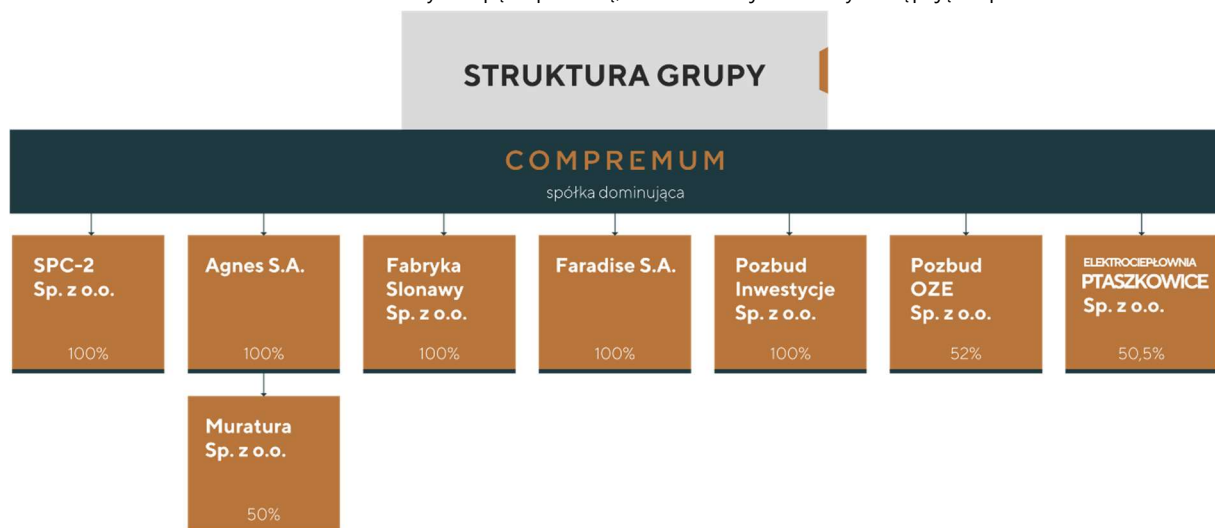 STRUKTURA GRUPY
COMPREMUM
spółka dominująca
SPC-2
Sp. z o.o.
100%
Agnes S.A.
100%
Fabryka
Slonawy
Sp. z o.o.
100%
Faradise S.A.
100%
Pozbud
Inwestycje
Sp. z o.o.
100%
Pozbud
OZE
Sp. z o.o.
52%
ELEKTROCIEPŁOWNIA
PTASZKOWICE
Sp. z o.o.
50,5%
Muratura
Sp. z o.o.
50%